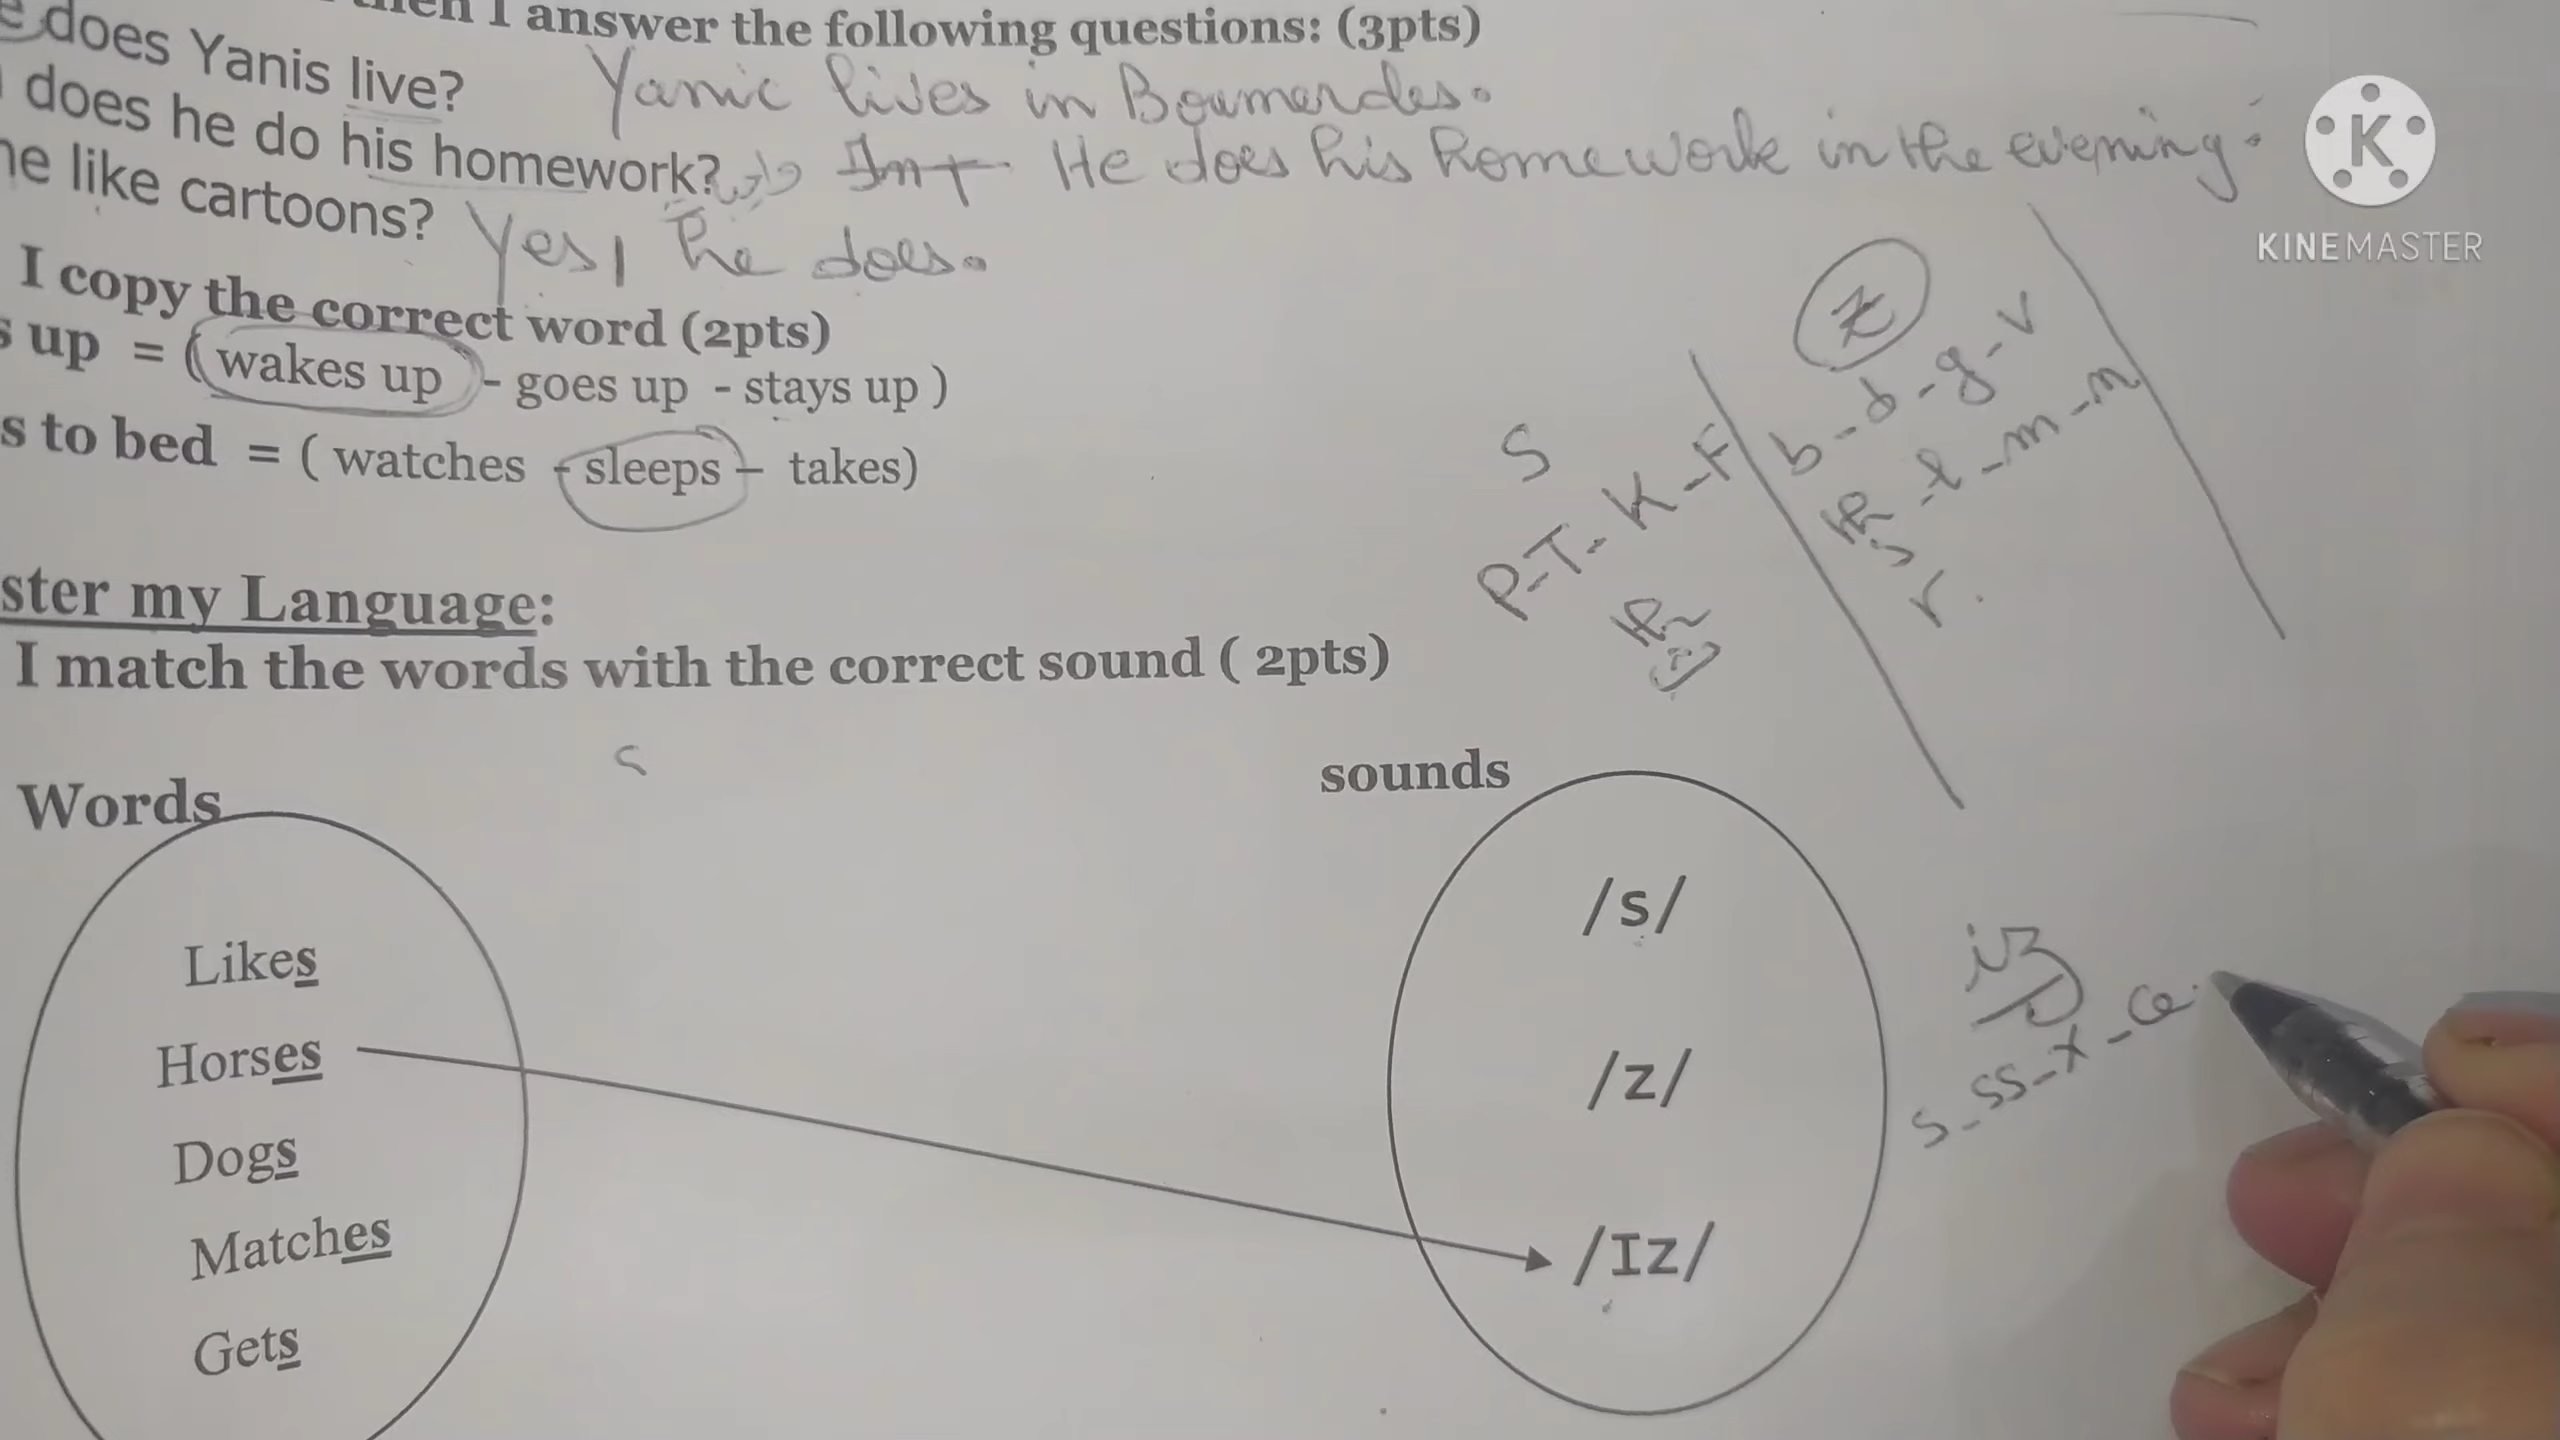 then I answer the following questions: (3pts)
does Yanis live? Yanic lives in Boumerdes.
does he do his homework? He does his homework in the evening.
he like cartoons? Yes, he does.
I copy the correct word (2pts)
s up = ( wakes up - goes up - stays up )
s to bed = ( watches - sleeps - takes)
ster my Language:
I match the words with the correct sound ( 2pts)
Words
sounds
Likes
Horses
Dogs
Matches
Gets
/s/
/z/
/Iz/
S
P-T-K-F
z
b-d-g-v
l-m-n
r.
iz
s-ss-x-ce
K
KINEMASTER